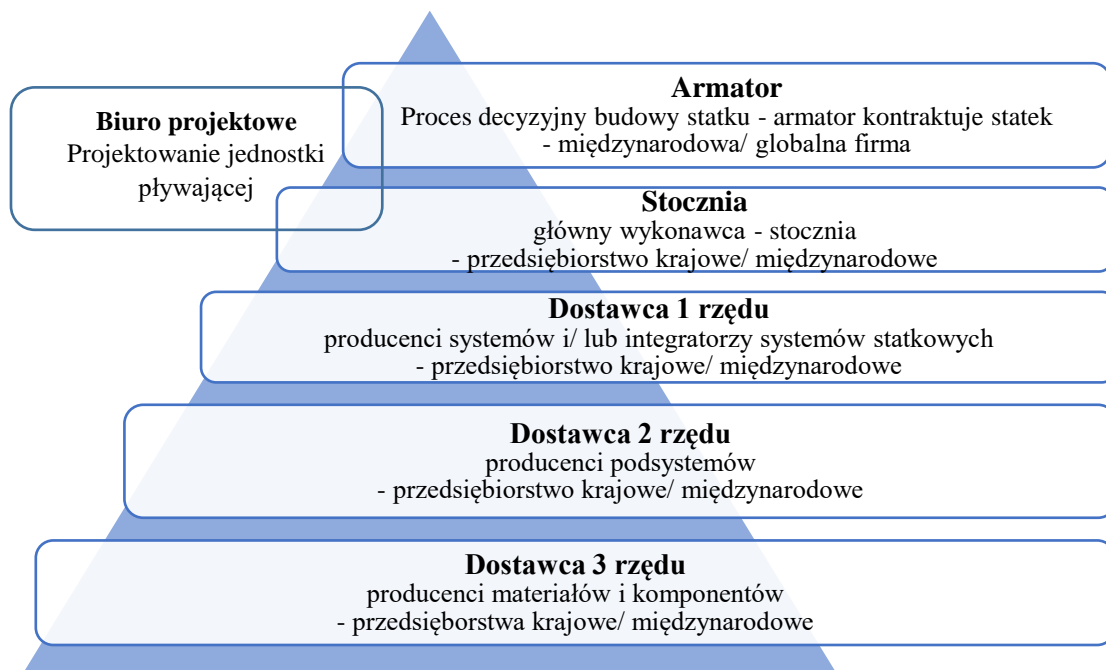 Armator
Proces decyzyjny budowy statku - armator kontraktuje statek
- międzynarodowa/ globalna firma
Biuro projektowe
Projektowanie jednostki
pływającej
Stocznia
główny wykonawca - stocznia
- przedsiębiorstwo krajowe/ międzynarodowe
Dostawca 1 rzędu
producenci systemów i/ lub integratorzy systemów statkowych
- przedsiębiorstwo krajowe/ międzynarodowe
Dostawca 2 rzędu
producenci podsystemów
- przedsiębiorstwo krajowe/ międzynarodowe
Dostawca 3 rzędu
producenci materiałów i komponentów
- przedsięborstwa krajowe/ międzynarodowe